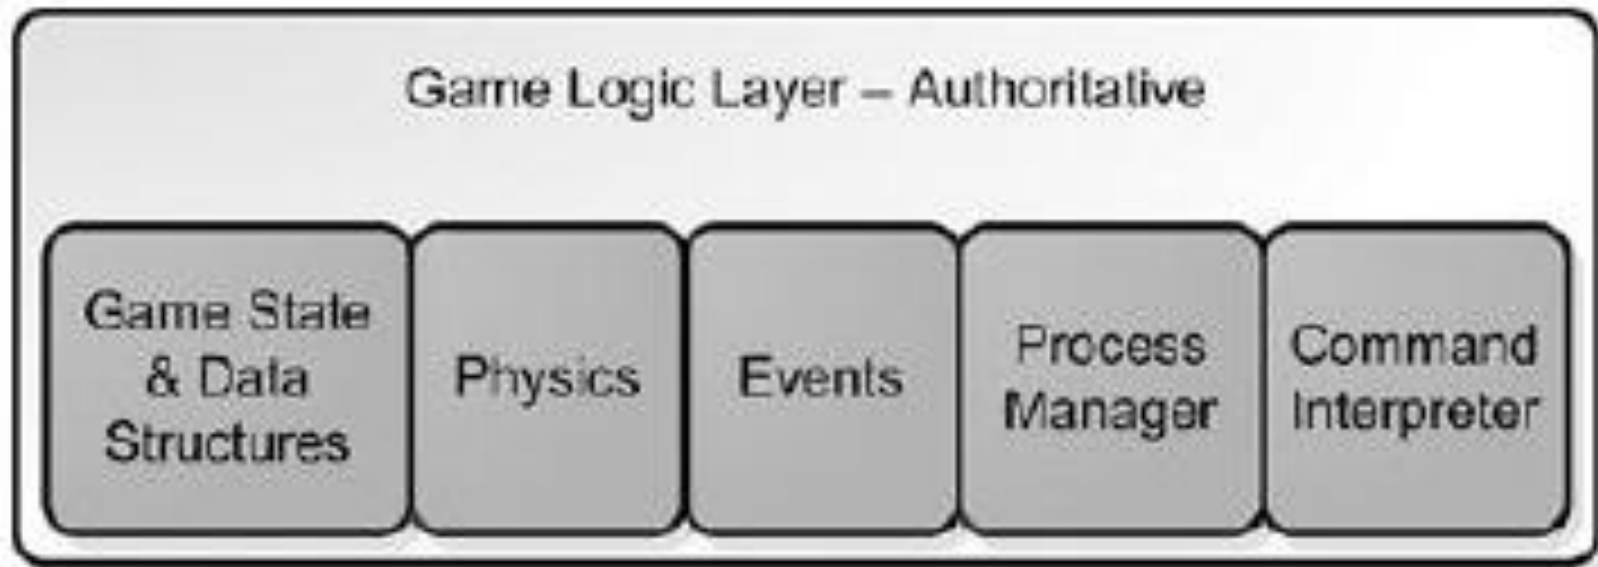 Game Logic Layer – Authoritative
Game State
& Data
Structures
Physics
Events
Process
Manager
Command
Interpreter